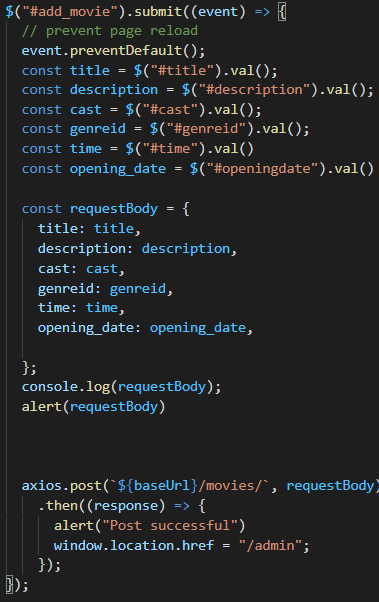 $("#add_movie").submit((event) => {
// prevent page reload
event.preventDefault();
const title = $("#title").val();
const description = $("#description").val();
const cast = $("#cast").val();
const genreid = $("#genreid").val();
const time = $("#time").val()
const opening_date = $("#openingdate").val()
const requestBody = {
title: title,
description: description,
cast: cast,
genreid: genreid,
time: time,
opening_date: opening_date,
};
console.log(requestBody);
alert(requestBody)
axios.post(`${baseUrl}/movies/`, requestBody)
.then((response) => {
alert("Post successful")
window.location.href = "/admin";
});
});